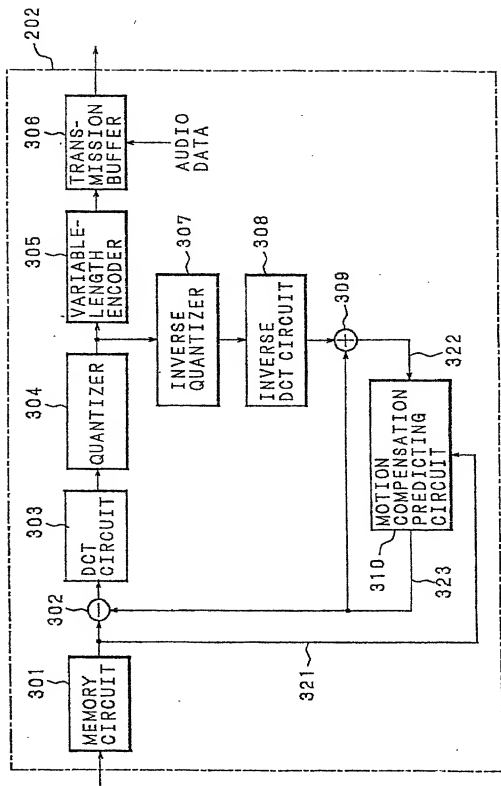 202
301
MEMORY
CIRCUIT
302
303
DCT
CIRCUIT
304
QUANTIZER
305
VARIABLE-
LENGTH
ENCODER
306
TRANS-
MISSION
BUFFER
AUDIO
DATA
INVERSE
QUANTIZER
307
INVERSE
DCT CIRCUIT
308
309
322
MOTION
COMPENSATION
PREDICTING
CIRCUIT
310
323
321